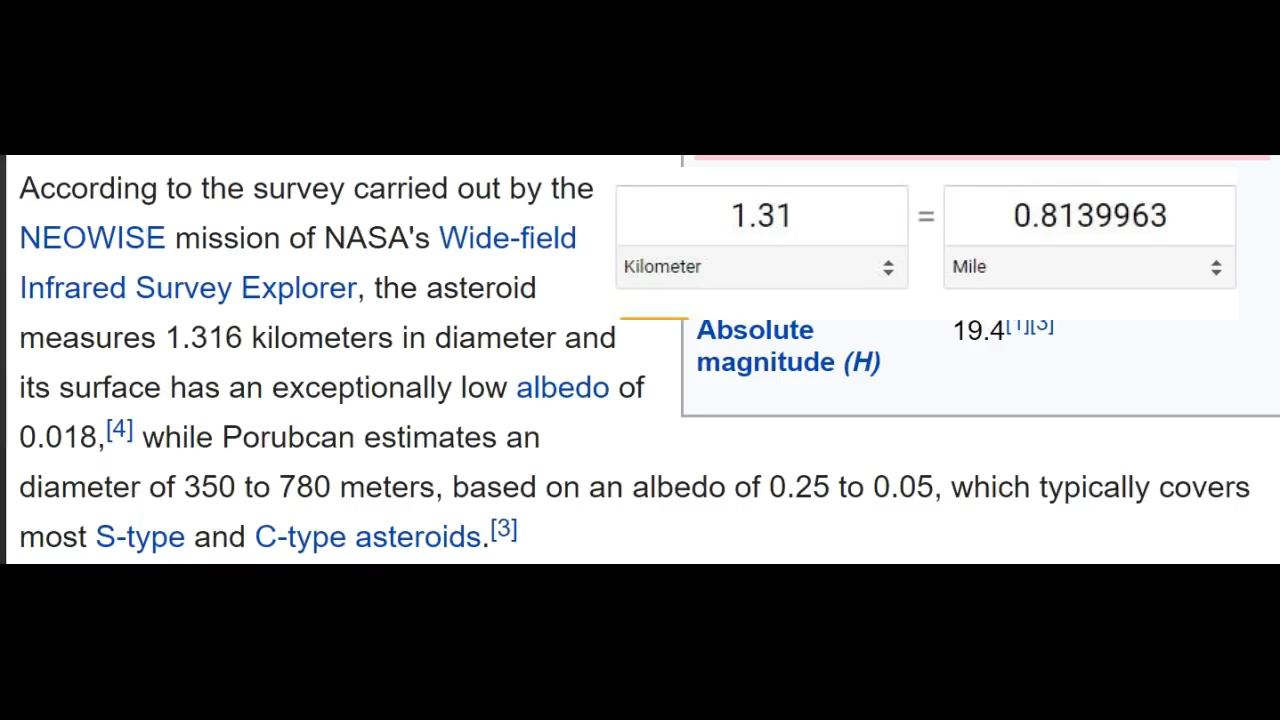 According to the survey carried out by the
NEOWISE mission of NASA's Wide-field
Infrared Survey Explorer, the asteroid
measures 1.316 kilometers in diameter and
its surface has an exceptionally low albedo of
0.018,[4] while Porubcan estimates an
diameter of 350 to 780 meters, based on an albedo of 0.25 to 0.05, which typically covers
most S-type and C-type asteroids.[3]
1.31 = 0.8139963
Kilometer Mile
Absolute 19.4[1][3]
magnitude (H)